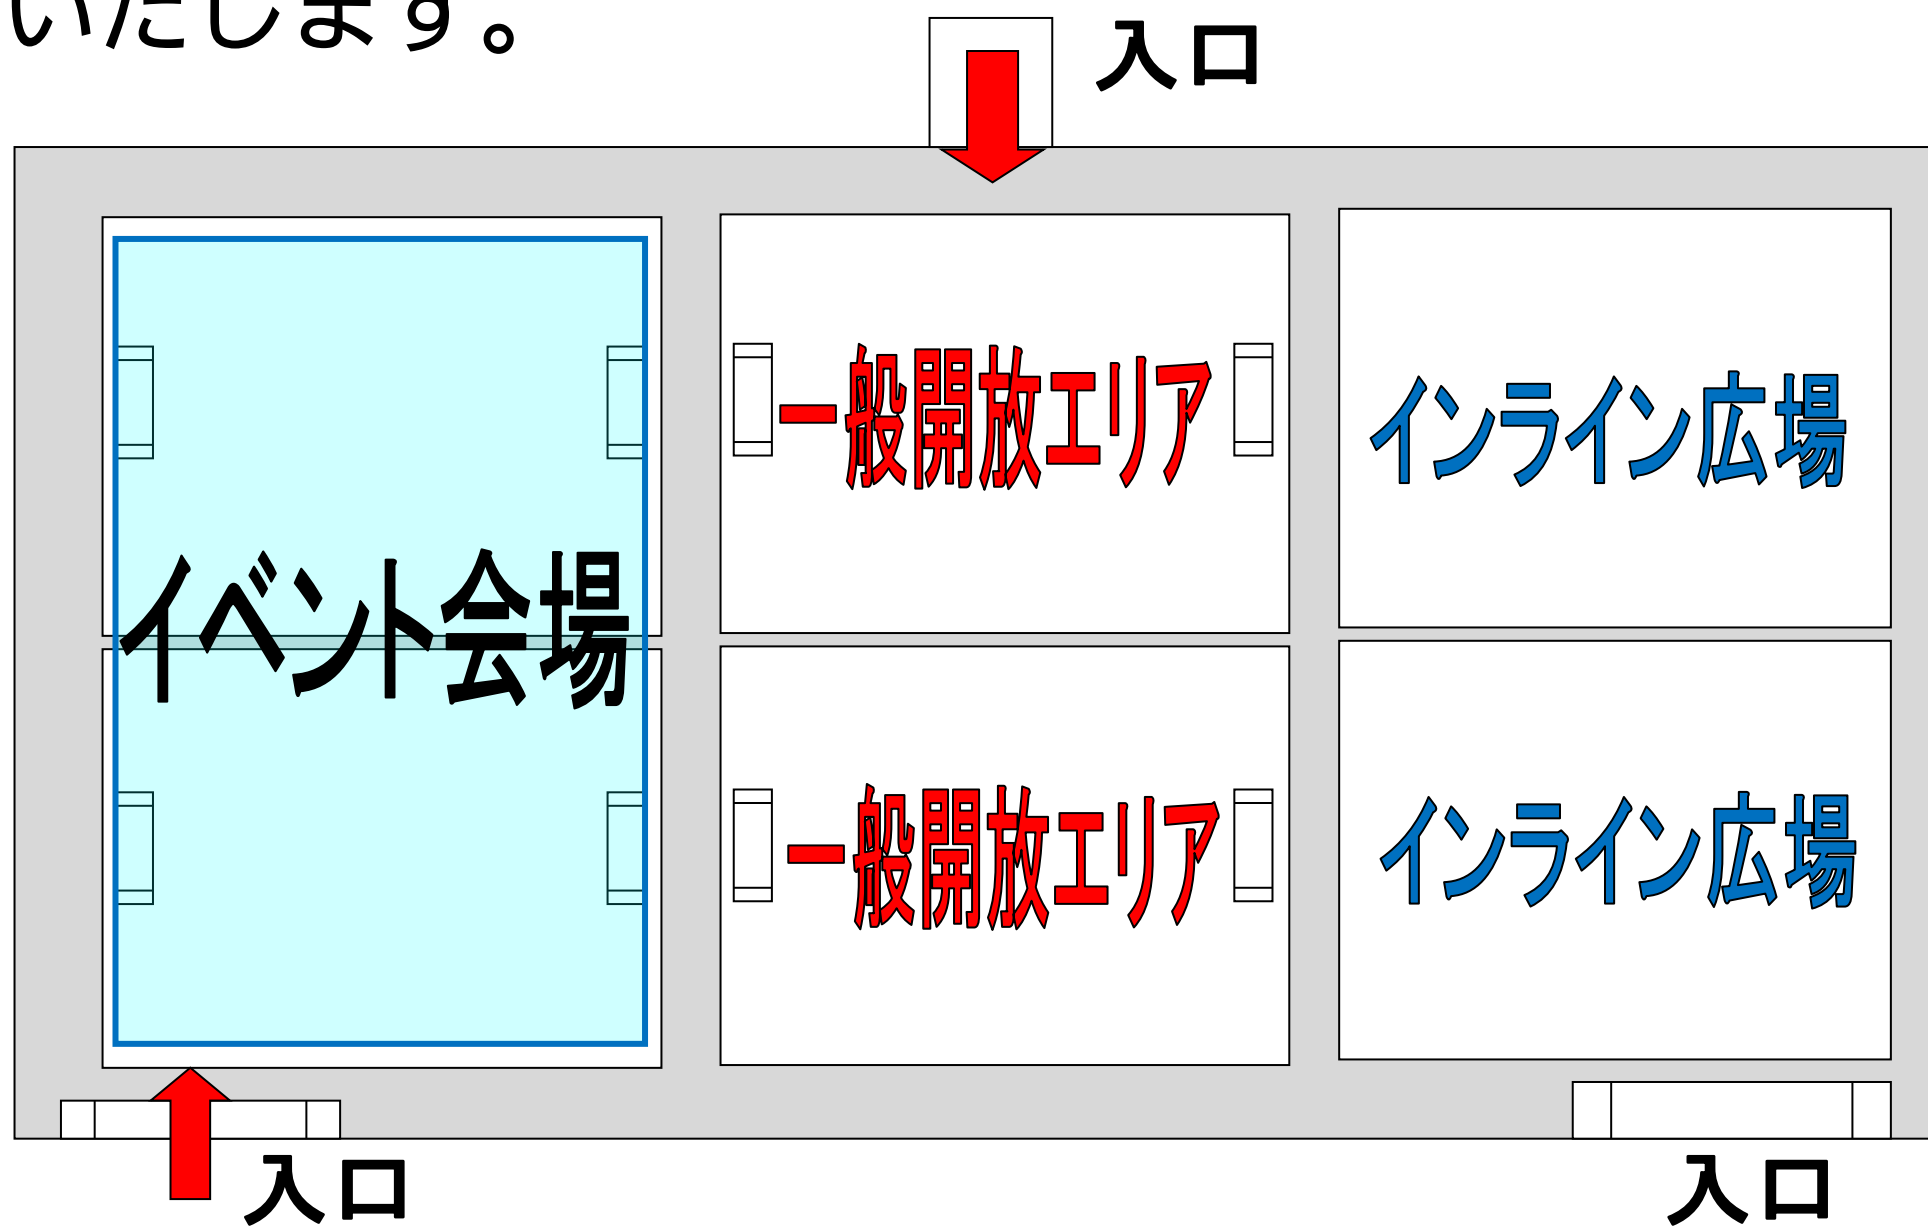 いたします。
入口
一般開放エリア
インライン広場
イベント会場
一般開放エリア
インライン広場
入口
入口